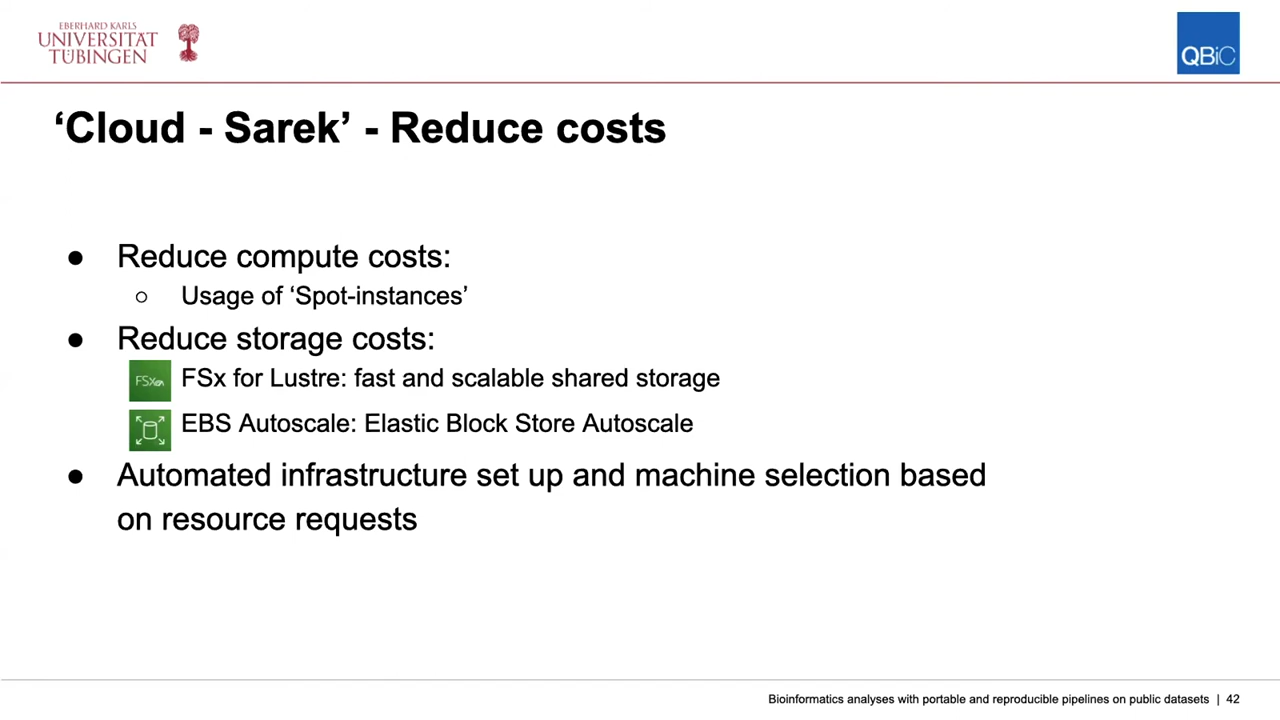 EBERHARD KARLS
UNIVERSITÄT
TÜBINGEN
QBiC
‘Cloud - Sarek’ - Reduce costs
● Reduce compute costs:
○ Usage of ‘Spot-instances’
● Reduce storage costs:
FSx FSx for Lustre: fast and scalable shared storage
EBS Autoscale: Elastic Block Store Autoscale
● Automated infrastructure set up and machine selection based
on resource requests
Bioinformatics analyses with portable and reproducible pipelines on public datasets | 42